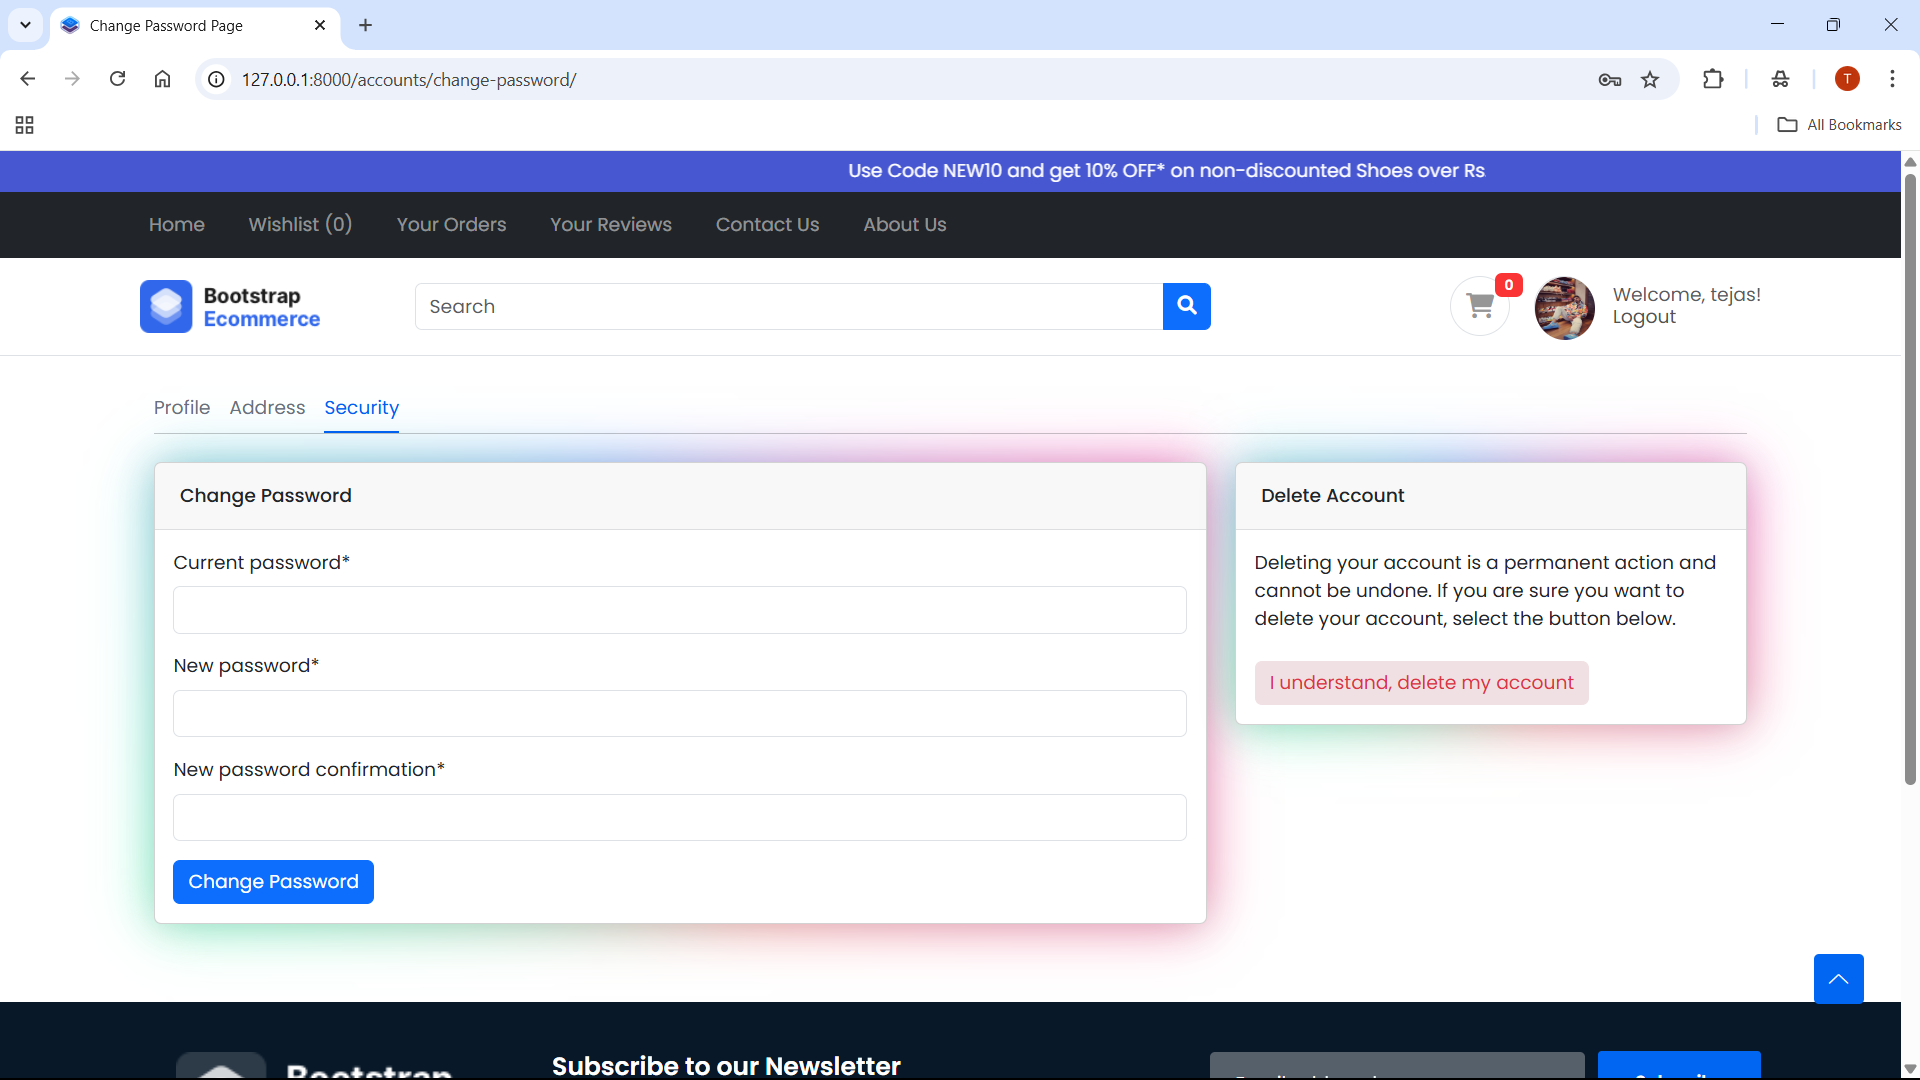 Change Password Page
127.0.0.1:8000/accounts/change-password/
T
All Bookmarks
Use Code NEW10 and get 10% OFF* on non-discounted Shoes over Rs
Home Wishlist (0) Your Orders Your Reviews Contact Us About Us
Bootstrap
Ecommerce
Search
0
Welcome, tejas!
Logout
Profile Address Security
Change Password
Current password*
New password*
New password confirmation*
Change Password
Delete Account
Deleting your account is a permanent action and
cannot be undone. If you are sure you want to
delete your account, select the button below.
I understand, delete my account
Bootstrap
Subscribe to our Newsletter